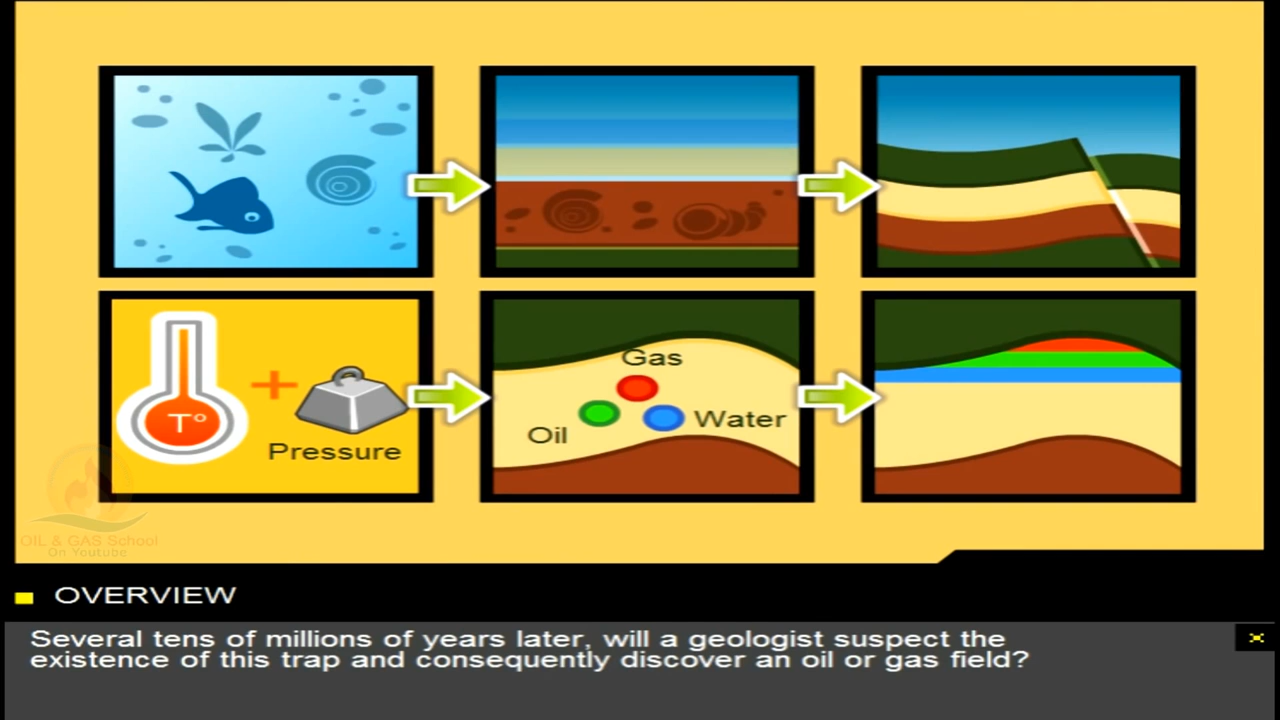 T°
Pressure
Gas
Oil
Water
OIL & GAS School
On Youtube
OVERVIEW
Several tens of millions of years later, will a geologist suspect the
existence of this trap and consequently discover an oil or gas field?